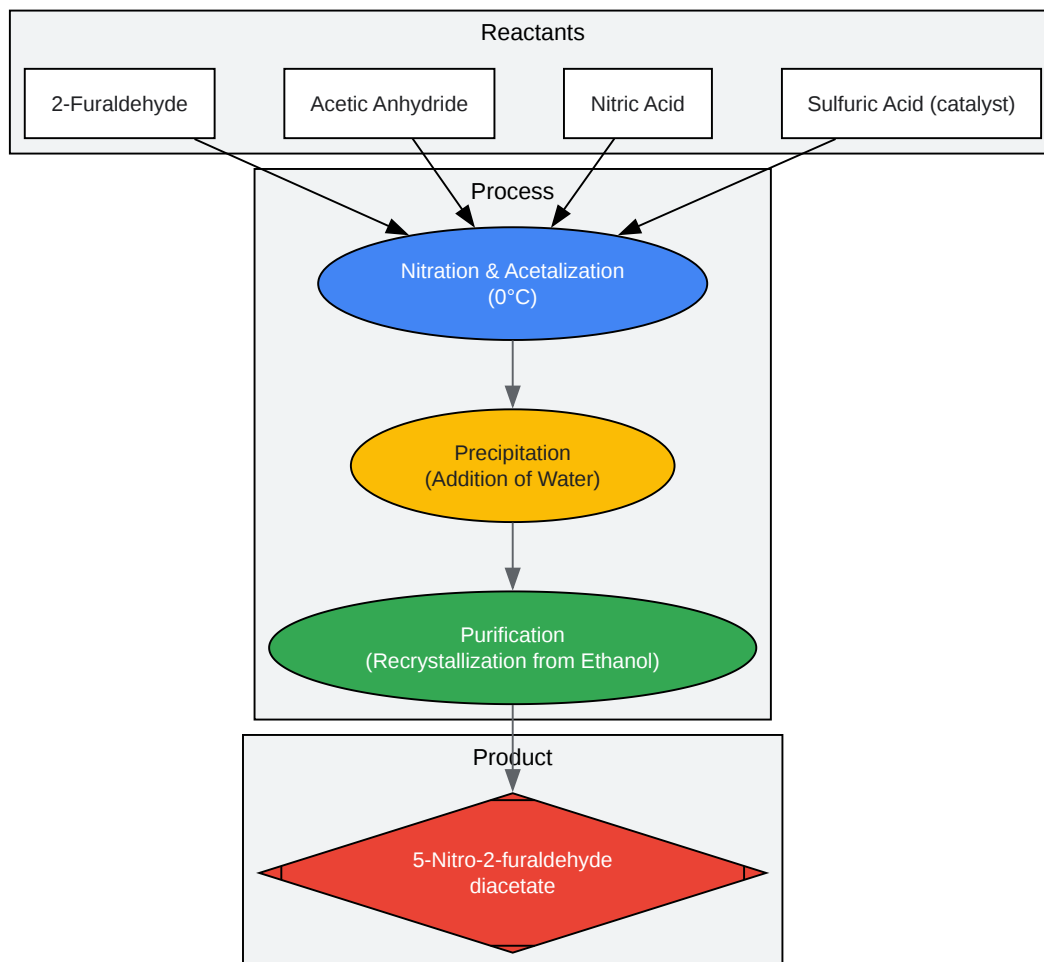 Reactants
2-Furaldehyde
Acetic Anhydride
Nitric Acid
Sulfuric Acid (catalyst)
Process
Nitration & Acetalization
(0°C)
Precipitation
(Addition of Water)
Purification
(Recrystallization from Ethanol)
Product
5-Nitro-2-furaldehyde
diacetate